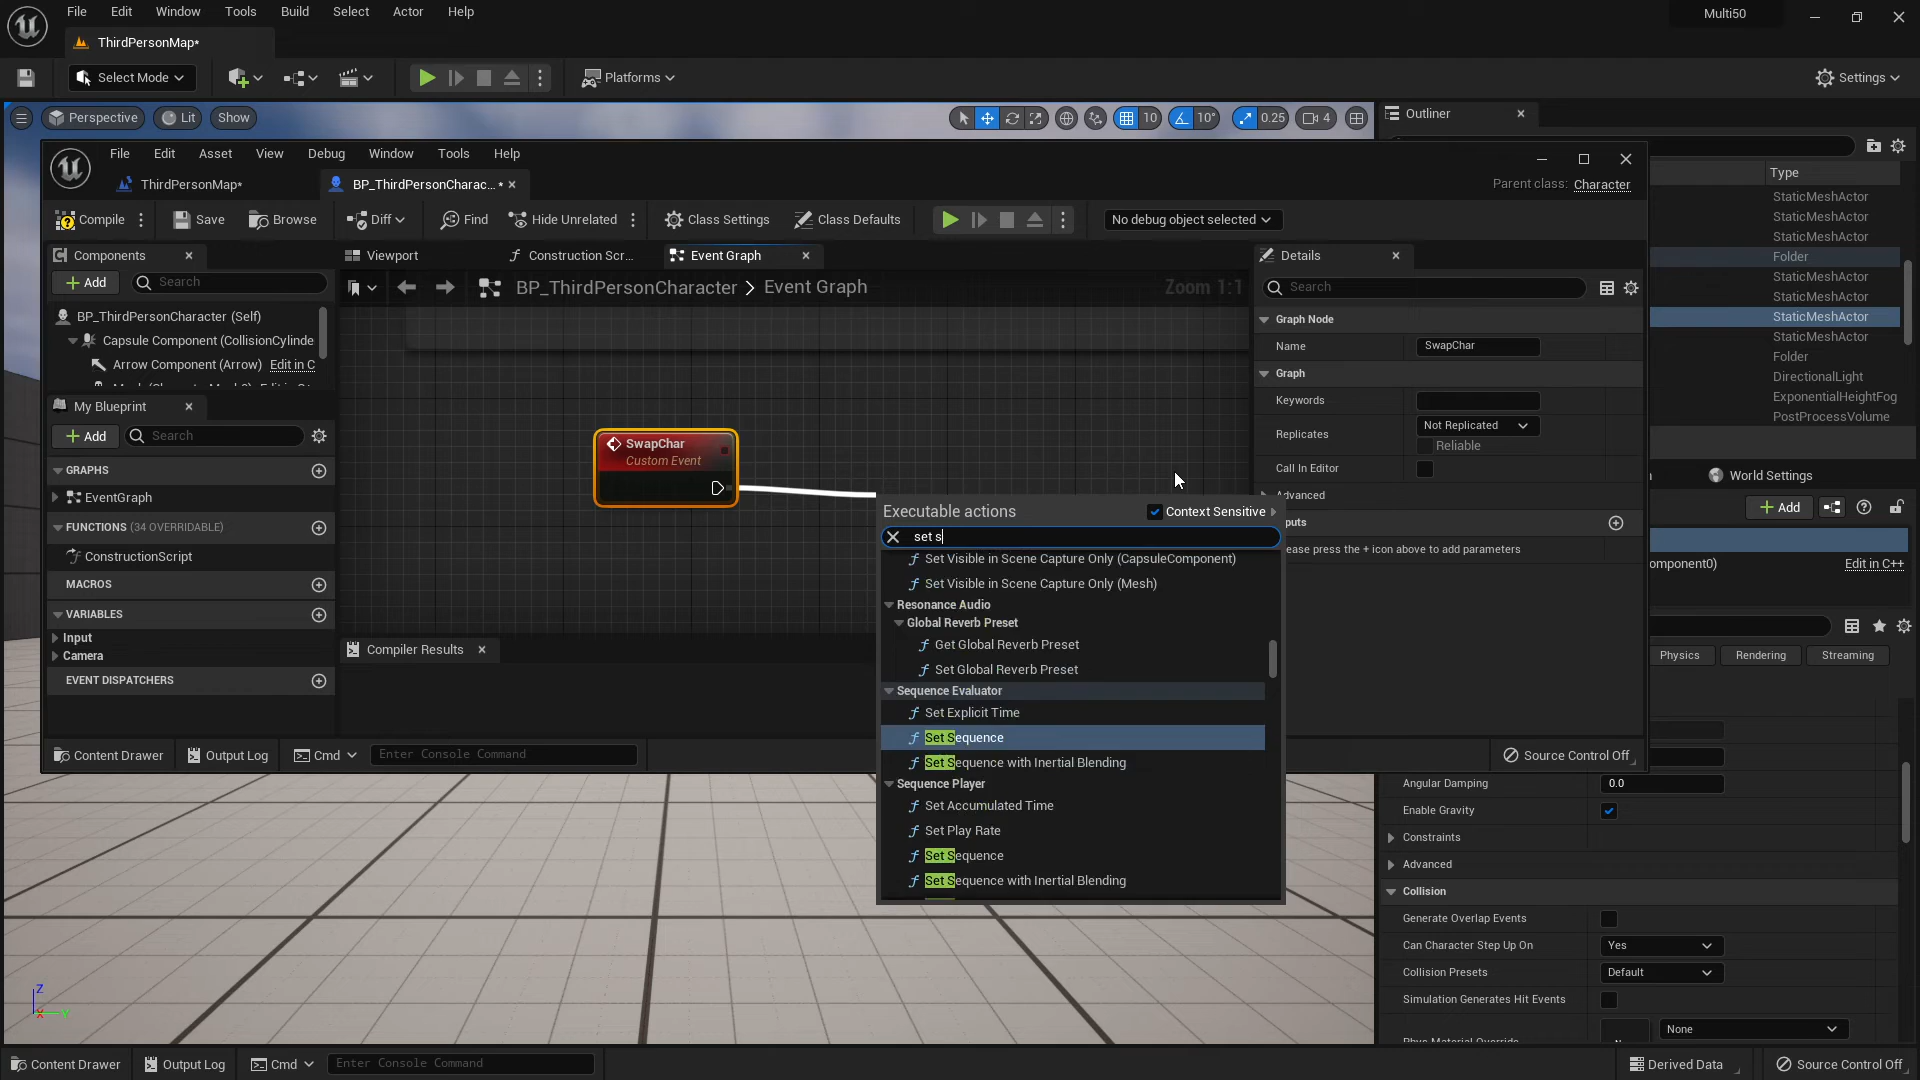 File Edit Window Tools Build Select Actor Help
Multi50
ThirdPersonMap*
Select Mode
Platforms
Settings
Perspective Lit Show
10 10° 0.25 4
Outliner
File Edit Asset View Debug Window Tools Help
ThirdPersonMap*
BP_ThirdPersonCharac... *
Parent class: Character
Type
Compile Save Browse Diff Find Hide Unrelated Class Settings Class Defaults No debug object selected
StaticMeshActor
StaticMeshActor
StaticMeshActor
Folder
StaticMeshActor
StaticMeshActor
StaticMeshActor
StaticMeshActor
Folder
DirectionalLight
ExponentialHeightFog
PostProcessVolume
Components
Add Search
BP_ThirdPersonCharacter (Self)
Capsule Component (CollisionCylinde
Arrow Component (Arrow) Edit in C
Viewport Construction Scr... Event Graph
BP_ThirdPersonCharacter > Event Graph
Zoom 1:1
SwapChar
Custom Event
My Blueprint
Add Search
GRAPHS
EventGraph
FUNCTIONS (34 OVERRIDABLE)
ConstructionScript
MACROS
VARIABLES
Input
Camera
EVENT DISPATCHERS
Compiler Results
Details
Search
Graph Node
Name SwapChar
Graph
Keywords
Replicates Not Replicated
Reliable
Call In Editor
Advanced
puts
ease press the + icon above to add parameters
Executable actions
Context Sensitive
set s
Set Visible in Scene Capture Only (CapsuleComponent)
Set Visible in Scene Capture Only (Mesh)
Resonance Audio
Global Reverb Preset
Get Global Reverb Preset
Set Global Reverb Preset
Sequence Evaluator
Set Explicit Time
Set Sequence
Set Sequence with Inertial Blending
Sequence Player
Set Accumulated Time
Set Play Rate
Set Sequence
Set Sequence with Inertial Blending
World Settings
Add
omponent0) Edit in C++
Physics Rendering Streaming
Content Drawer Output Log Cmd Enter Console Command
Source Control Off
Angular Damping 0.0
Enable Gravity
Constraints
Advanced
Collision
Generate Overlap Events
Can Character Step Up On Yes
Collision Presets Default
Simulation Generates Hit Events
None
Z
X
Y
Content Drawer Output Log Cmd Enter Console Command
Derived Data Source Control Off